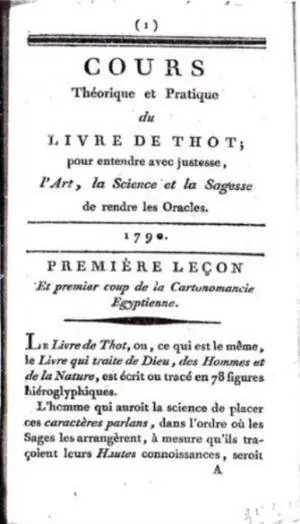 (1)
COURS
Théorique et Pratique
du
LIVRE DE THOT;
pour entendre avec justesse,
l'Art, la Science et la Sagesse
de rendre les Oracles.
1790.
PREMIÈRE LEÇON
Et premier coup de la Cartonomancie
Egyptienne.
LE Livre de Thot, ou, ce qui est le même,
le Livre qui traite de Dieu, des Hommes et
de la Nature, est écrit ou tracé en 78 figures
hiéroglyphiques.
L'homme qui auroit la science de placer
ces caractères parlans, dans l'ordre où les
Sages les arrangèrent, à mesure qu'ils tra-
çoient leurs Hautes connoissances, seroit
A